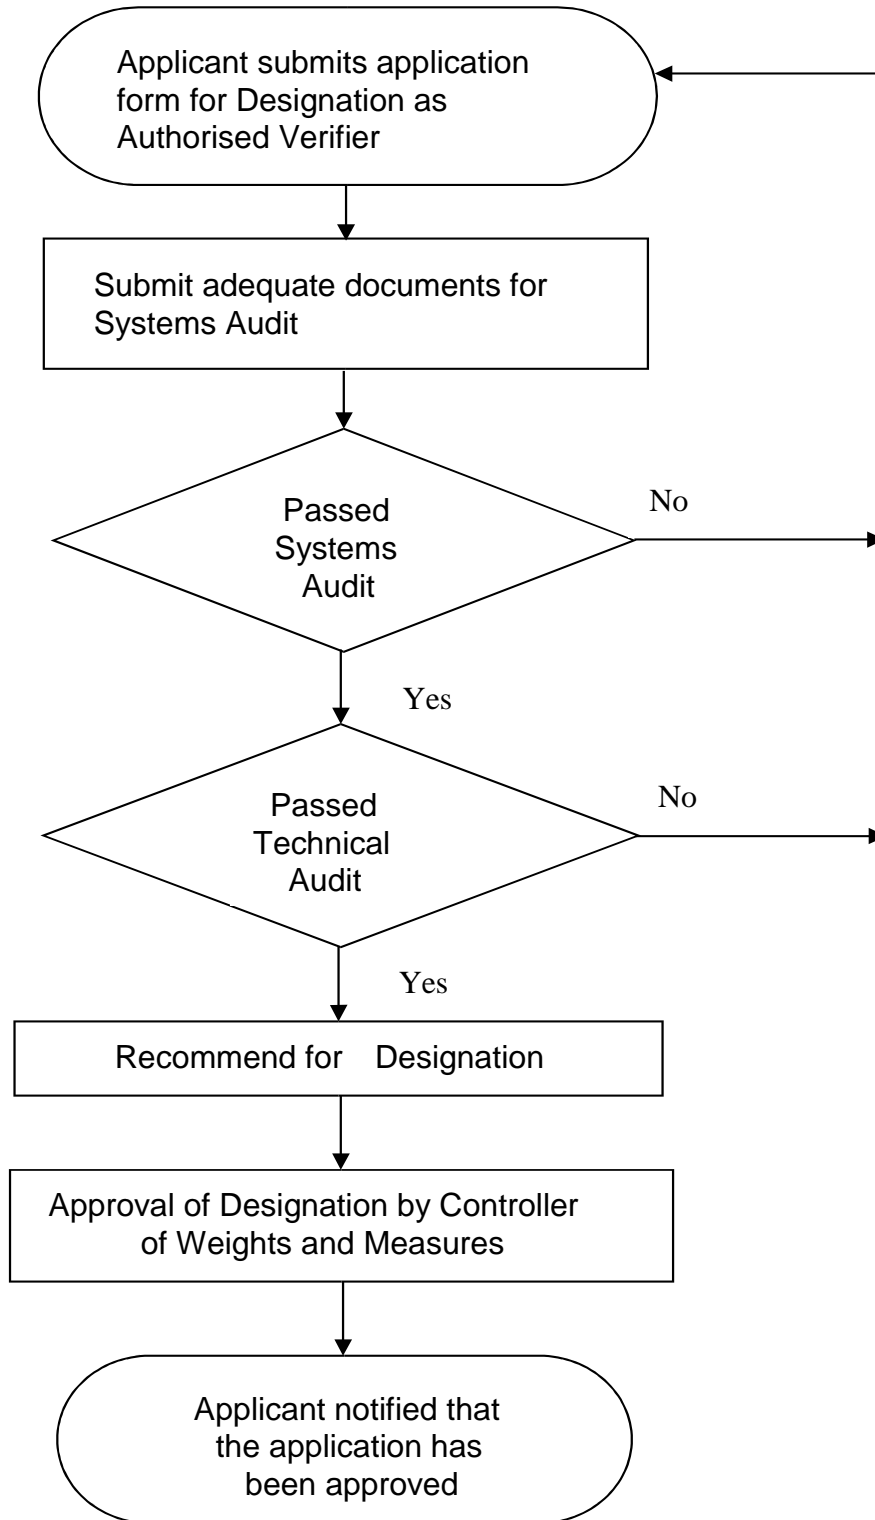 Applicant submits application
form for Designation as
Authorised Verifier
Submit adequate documents for
Systems Audit
Passed
Systems
Audit
No
Yes
Passed
Technical
Audit
No
Yes
Recommend for Designation
Approval of Designation by Controller
of Weights and Measures
Applicant notified that
the application has
been approved